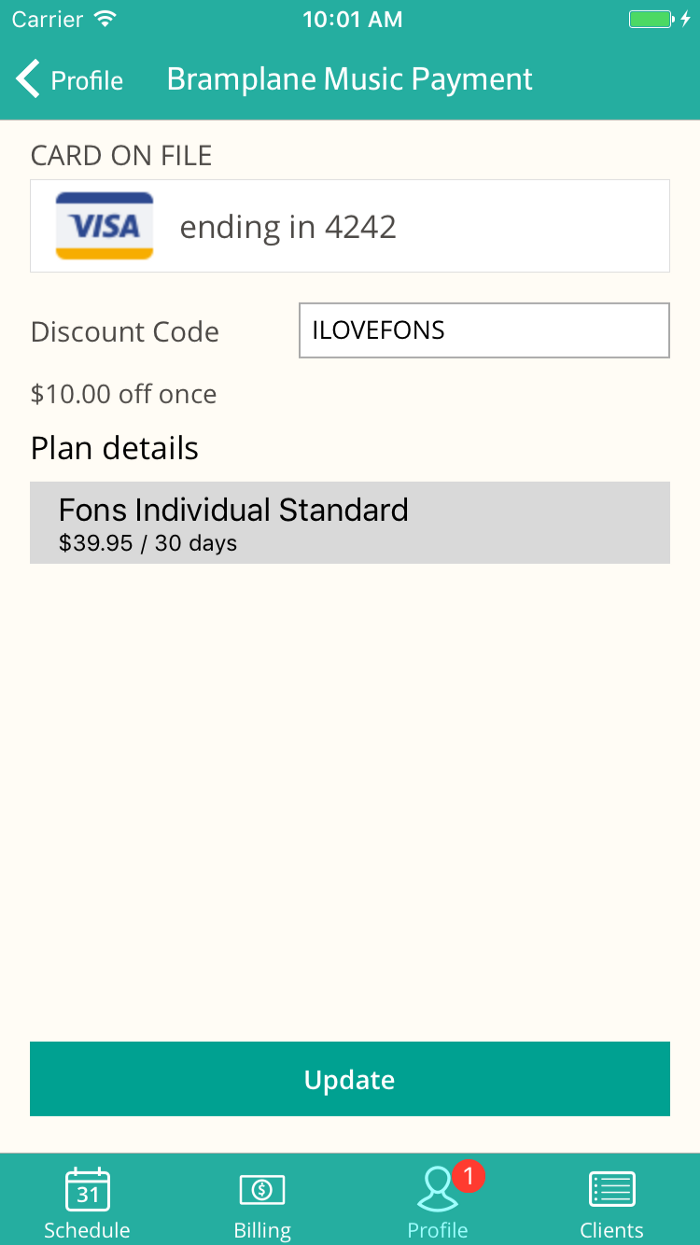 Carrier 10:01 AM
Profile Bramplane Music Payment
CARD ON FILE
VISA ending in 4242
Discount Code ILOVEFONS
$10.00 off once
Plan details
Fons Individual Standard
$39.95 / 30 days
Update
31 $ 1
Schedule Billing Profile Clients